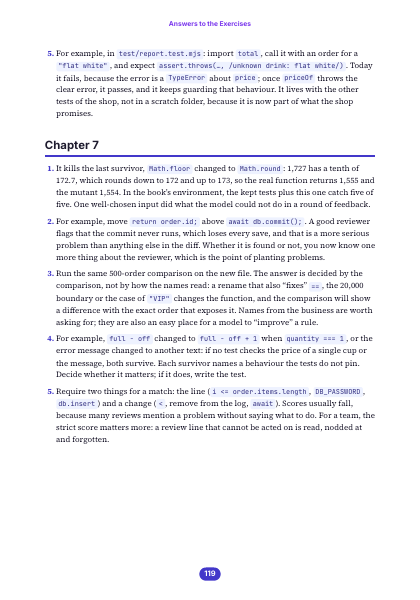 Answers to the Exercises
5. For example, in test/report.test.mjs: import total, call it with an order for a
"flat white", and expect assert.throws(…, /unknown drink: flat white/). Today
it fails, because the error is a TypeError about price; once priceOf throws the
clear error, it passes, and it keeps guarding that behaviour. It lives with the other
tests of the shop, not in a scratch folder, because it is now part of what the shop
promises.
Chapter 7
1. It kills the last survivor, Math.floor changed to Math.round: 1,727 has a tenth of
172.7, which rounds down to 172 and up to 173, so the real function returns 1,555 and
the mutant 1,554. In the book's environment, the kept tests plus this one catch five of
five. One well-chosen input did what the model could not do in a round of feedback.
2. For example, move return order.id; above await db.commit();. A good reviewer
flags that the commit never runs, which loses every save, and that is a more serious
problem than anything else in the diff. Whether it is found or not, you now know one
more thing about the reviewer, which is the point of planting problems.
3. Run the same 500-order comparison on the new file. The answer is decided by the
comparison, not by how the names read: a rename that also "fixes" ==, the 20,000
boundary or the case of "VIP" changes the function, and the comparison will show
a difference with the exact order that exposes it. Names from the business are worth
asking for; they are also an easy place for a model to "improve" a rule.
4. For example, full - off changed to full - off + 1 when quantity === 1, or the
error message changed to another text: if no test checks the price of a single cup or
the message, both survive. Each survivor names a behaviour the tests do not pin.
Decide whether it matters; if it does, write the test.
5. Require two things for a match: the line (i <= order.items.length, DB_PASSWORD,
db.insert) and a change (<, remove from the log, await). Scores usually fall,
because many reviews mention a problem without saying what to do. For a team, the
strict score matters more: a review line that cannot be acted on is read, nodded at
and forgotten.
119